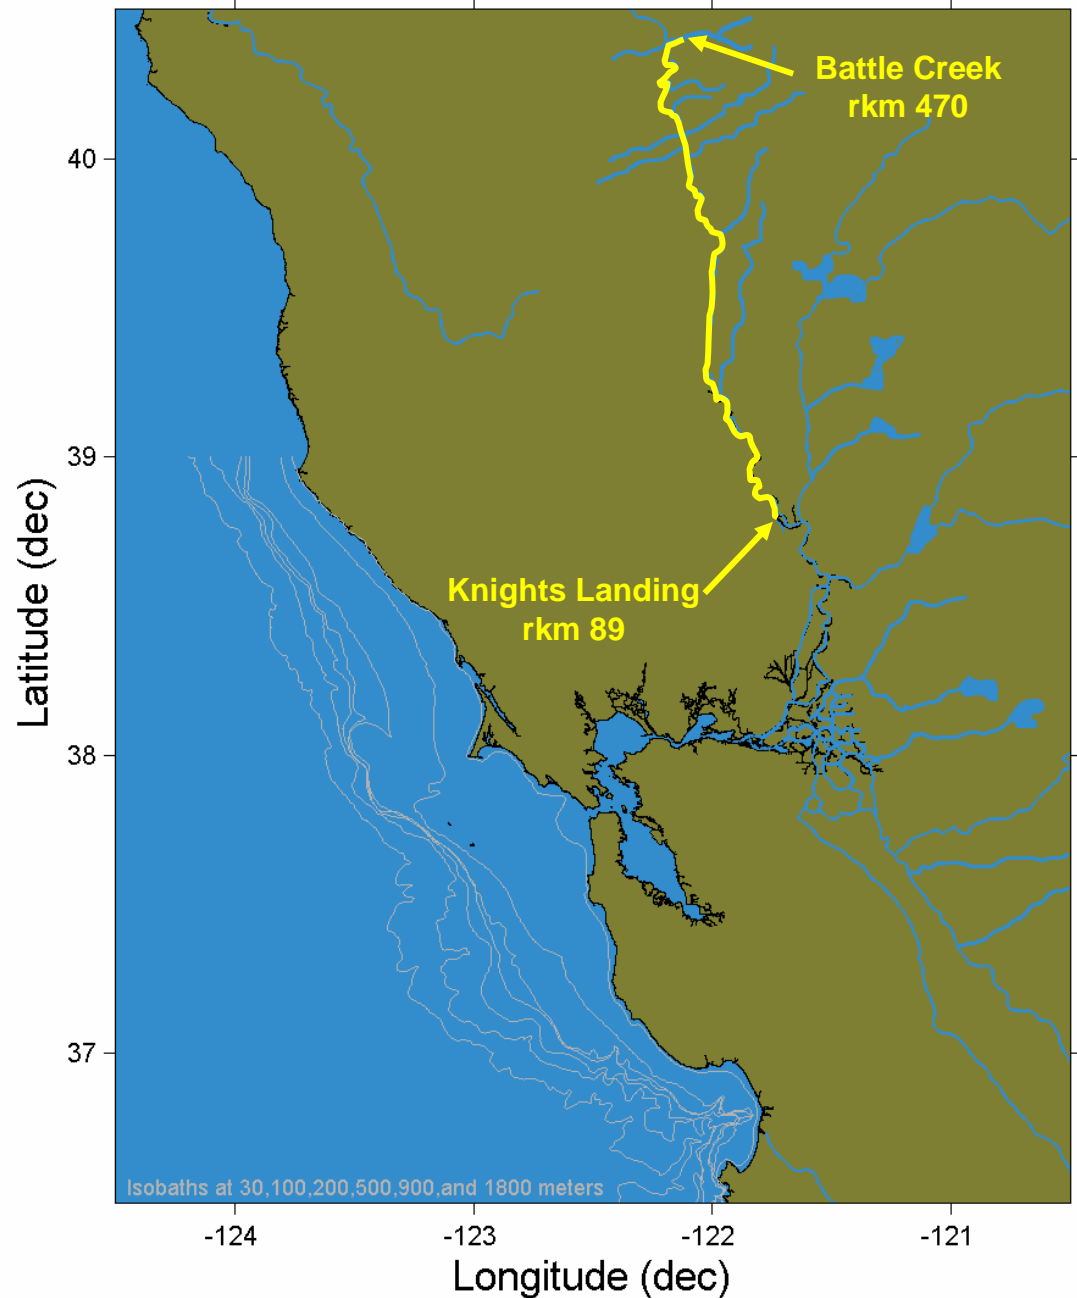 Battle Creek
rkm 470
40
39
Knights Landing
rkm 89
38
37
Latitude (dec)
Isobaths at 30,100,200,500,900,and 1800 meters
-124
-123
-122
-121
Longitude (dec)